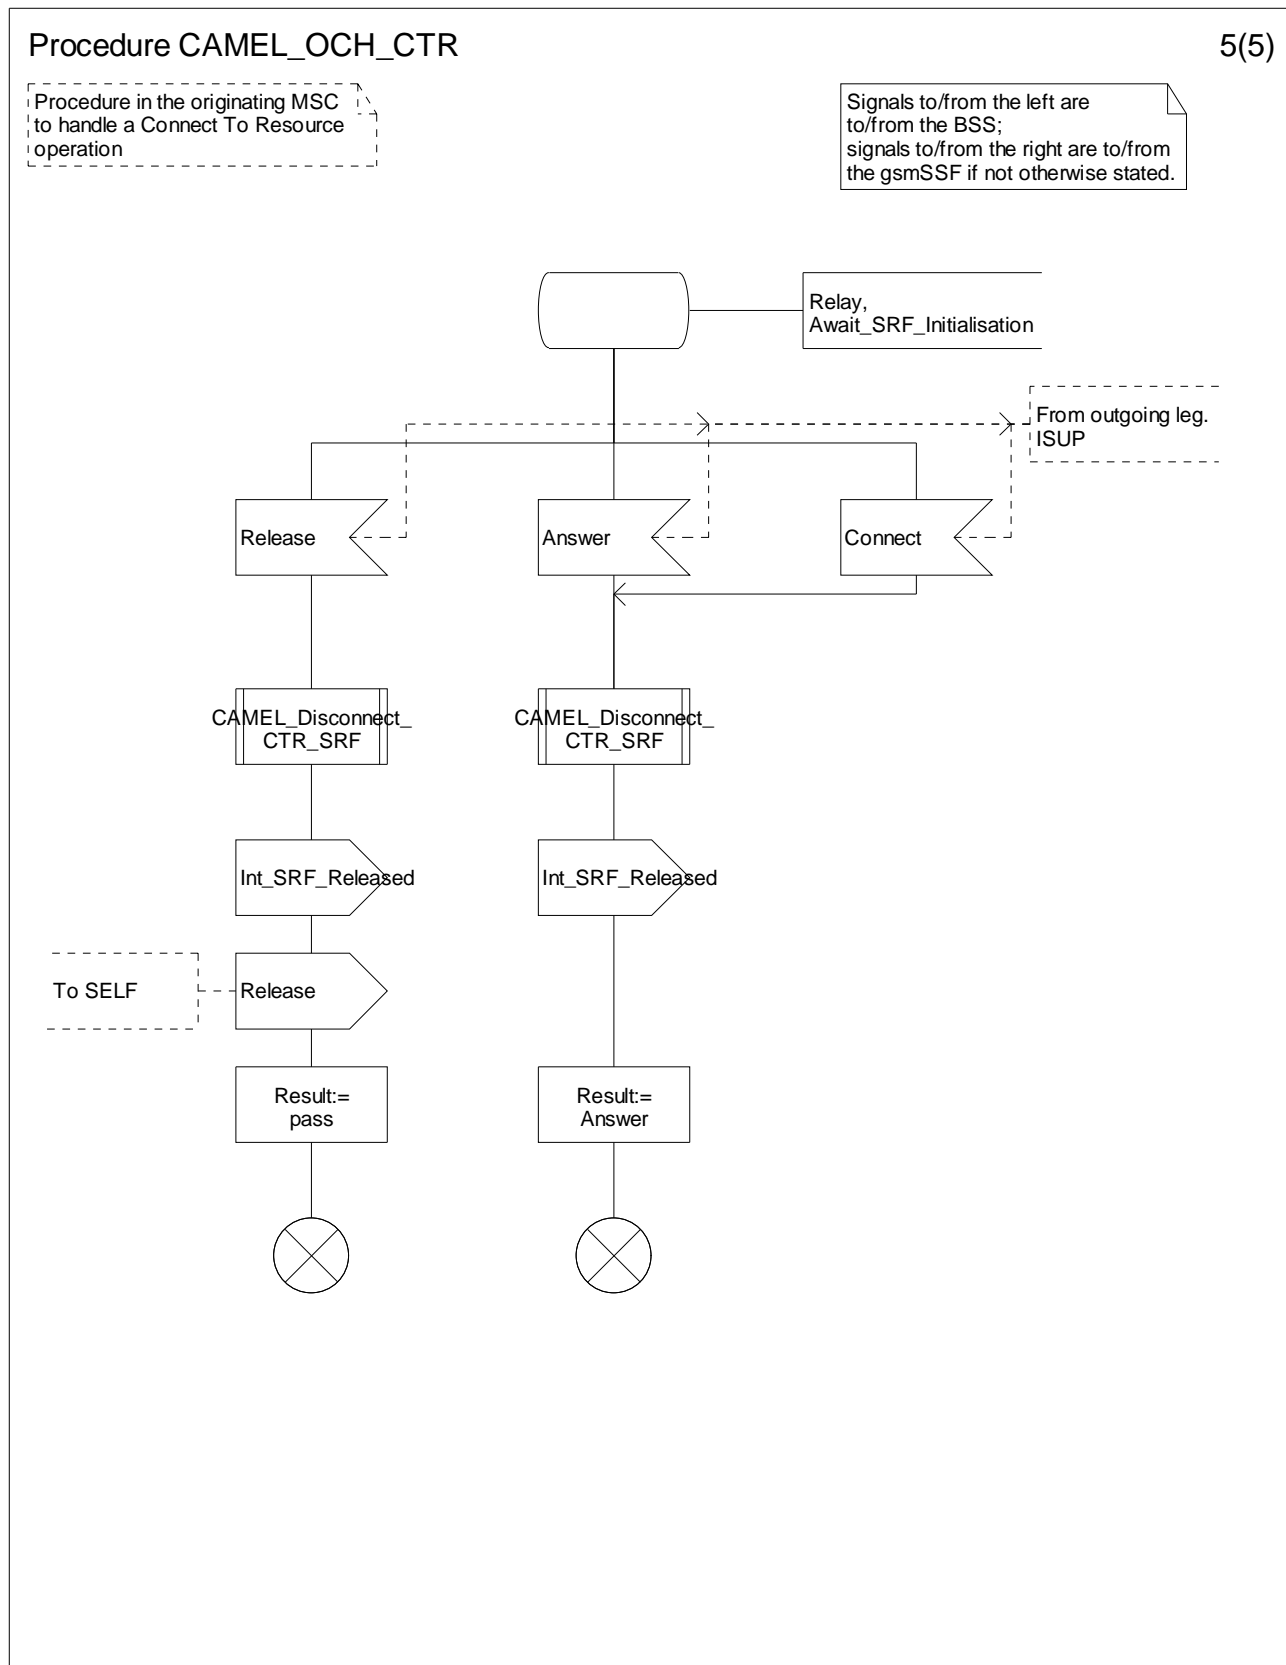 Procedure CAMEL_OCH_CTR
5(5)
Procedure in the originating MSC
to handle a Connect To Resource
operation
Signals to/from the left are
to/from the BSS;
signals to/from the right are to/from
the gsmSSF if not otherwise stated.
Relay,
Await_SRF_Initialisation
From outgoing leg.
ISUP
Release
Answer
Connect
CAMEL_Disconnect_
CTR_SRF
CAMEL_Disconnect_
CTR_SRF
Int_SRF_Released
Int_SRF_Released
To SELF
Release
Result:=
pass
Result:=
Answer